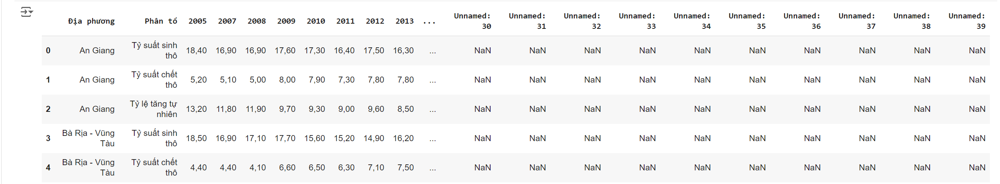 Địa phương Phân tổ 2005 2007 2008 2009 2010 2011 2012 2013 ... Unnamed: 30 Unnamed: 31 Unnamed: 32 Unnamed: 33 Unnamed: 34 Unnamed: 35 Unnamed: 36 Unnamed: 37 Unnamed: 38 Unnamed: 39
0 An Giang Tỷ suất sinh thô 18,40 16,90 16,90 17,60 17,30 16,40 17,50 16,30 ... NaN NaN NaN NaN NaN NaN NaN NaN NaN NaN
1 An Giang Tỷ suất chết thô 5,20 5,10 5,00 8,00 7,90 7,30 7,80 7,80 ... NaN NaN NaN NaN NaN NaN NaN NaN NaN NaN
2 An Giang Tỷ lệ tăng tự nhiên 13,20 11,80 11,90 9,70 9,30 9,00 9,60 8,50 ... NaN NaN NaN NaN NaN NaN NaN NaN NaN NaN
3 Bà Rịa - Vũng Tàu Tỷ suất sinh thô 18,50 16,90 17,10 17,70 15,60 15,20 14,90 16,20 ... NaN NaN NaN NaN NaN NaN NaN NaN NaN NaN
4 Bà Rịa - Vũng Tàu Tỷ suất chết thô 4,40 4,40 4,10 6,60 6,50 6,30 7,10 7,50 ... NaN NaN NaN NaN NaN NaN NaN NaN NaN NaN